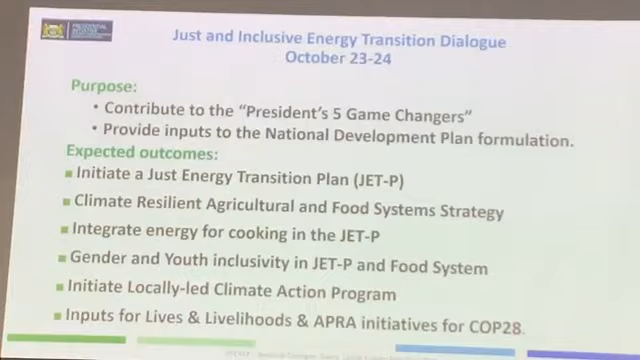 PRESIDENTIAL
INITIATIVE
Just and Inclusive Energy Transition Dialogue
October 23-24
Purpose:
• Contribute to the “President’s 5 Game Changers”
• Provide inputs to the National Development Plan formulation.
Expected outcomes:
Initiate a Just Energy Transition Plan (JET-P)
Climate Resilient Agricultural and Food Systems Strategy
Integrate energy for cooking in the JET-P
Gender and Youth inclusivity in JET-P and Food System
Initiate Locally-led Climate Action Program
Inputs for Lives & Livelihoods & APRA initiatives for COP28.